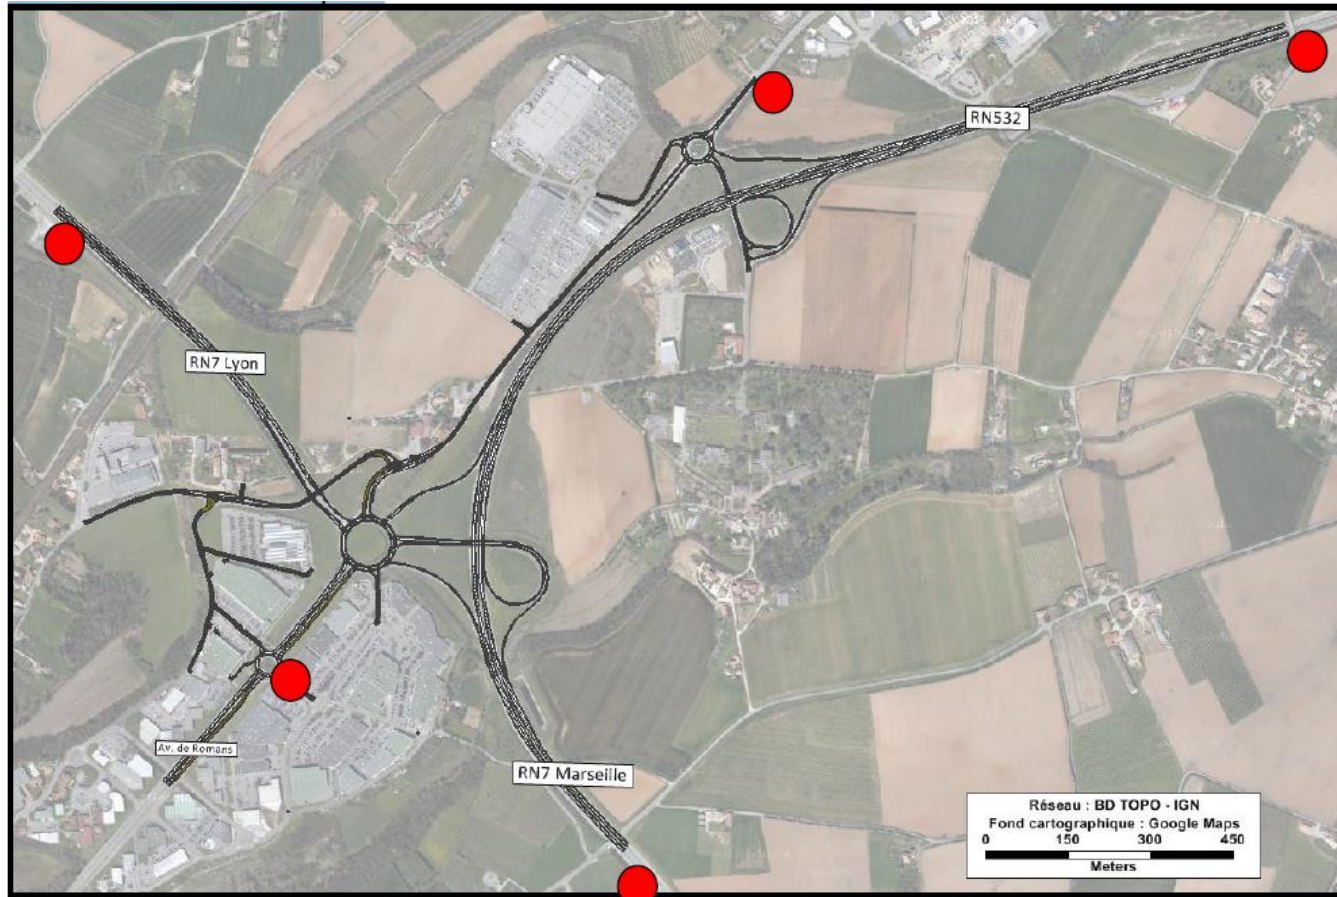 RN532
RN7 Lyon
Av. de Romans
RN7 Marseille
Réseau : BD TOPO - IGN
Fond cartographique : Google Maps
0 150 300 450
Meters